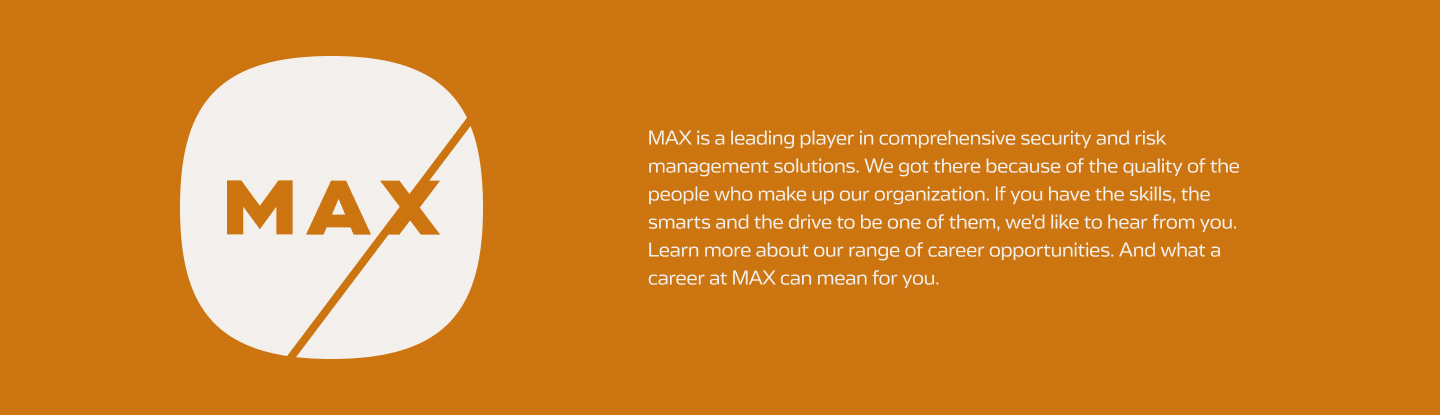 MAX
MAX is a leading player in comprehensive security and risk
management solutions. We got there because of the quality of the
people who make up our organization. If you have the skills, the
smarts and the drive to be one of them, we’d like to hear from you.
Learn more about our range of career opportunities. And what a
career at MAX can mean for you.